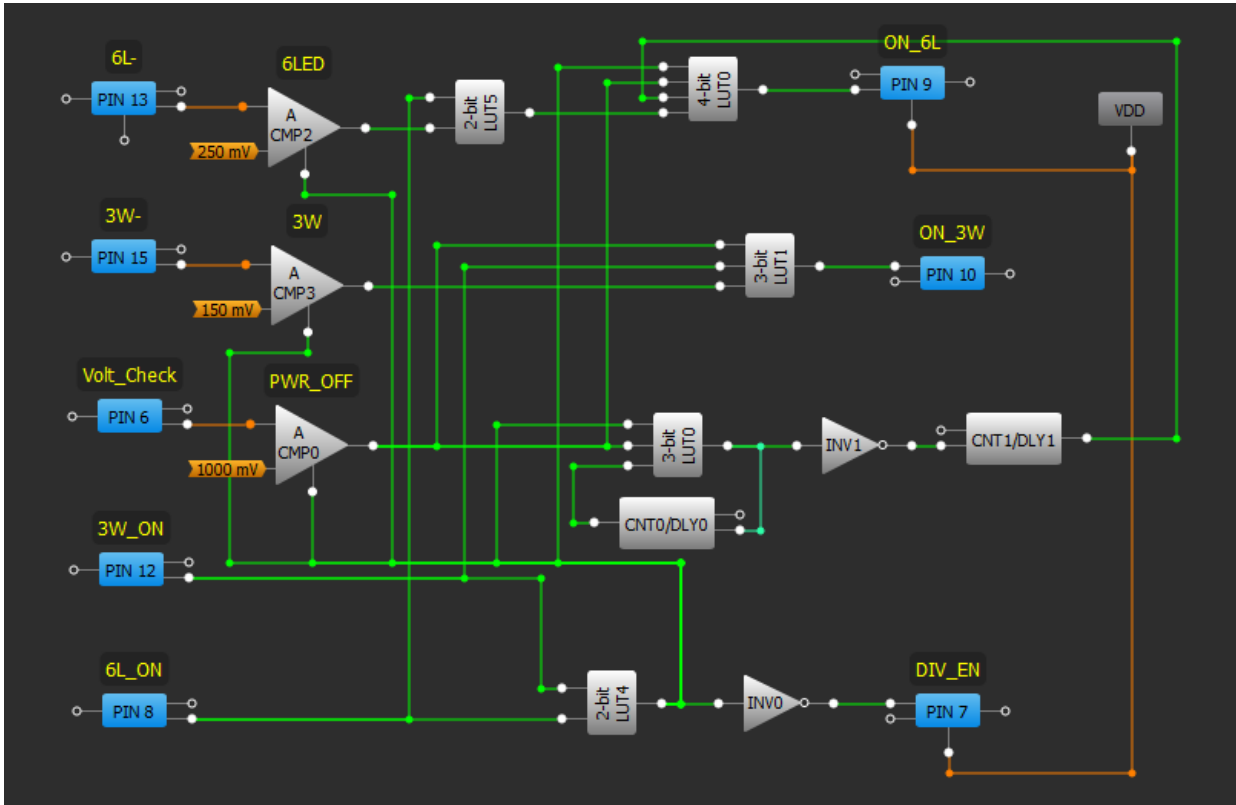 6L-
PIN 13
6LED
A
CMP2
250 mV
2-bit
LUT5
4-bit
LUT0
ON_6L
PIN 9
VDD
3W-
PIN 15
3W
A
CMP3
150 mV
3-bit
LUT1
ON_3W
PIN 10
Volt_Check
PIN 6
PWR_OFF
A
CMP0
1000 mV
3-bit
LUT0
INV1
CNT1/DLY1
CNT0/DLY0
3W_ON
PIN 12
6L_ON
PIN 8
2-bit
LUT4
INV0
DIV_EN
PIN 7